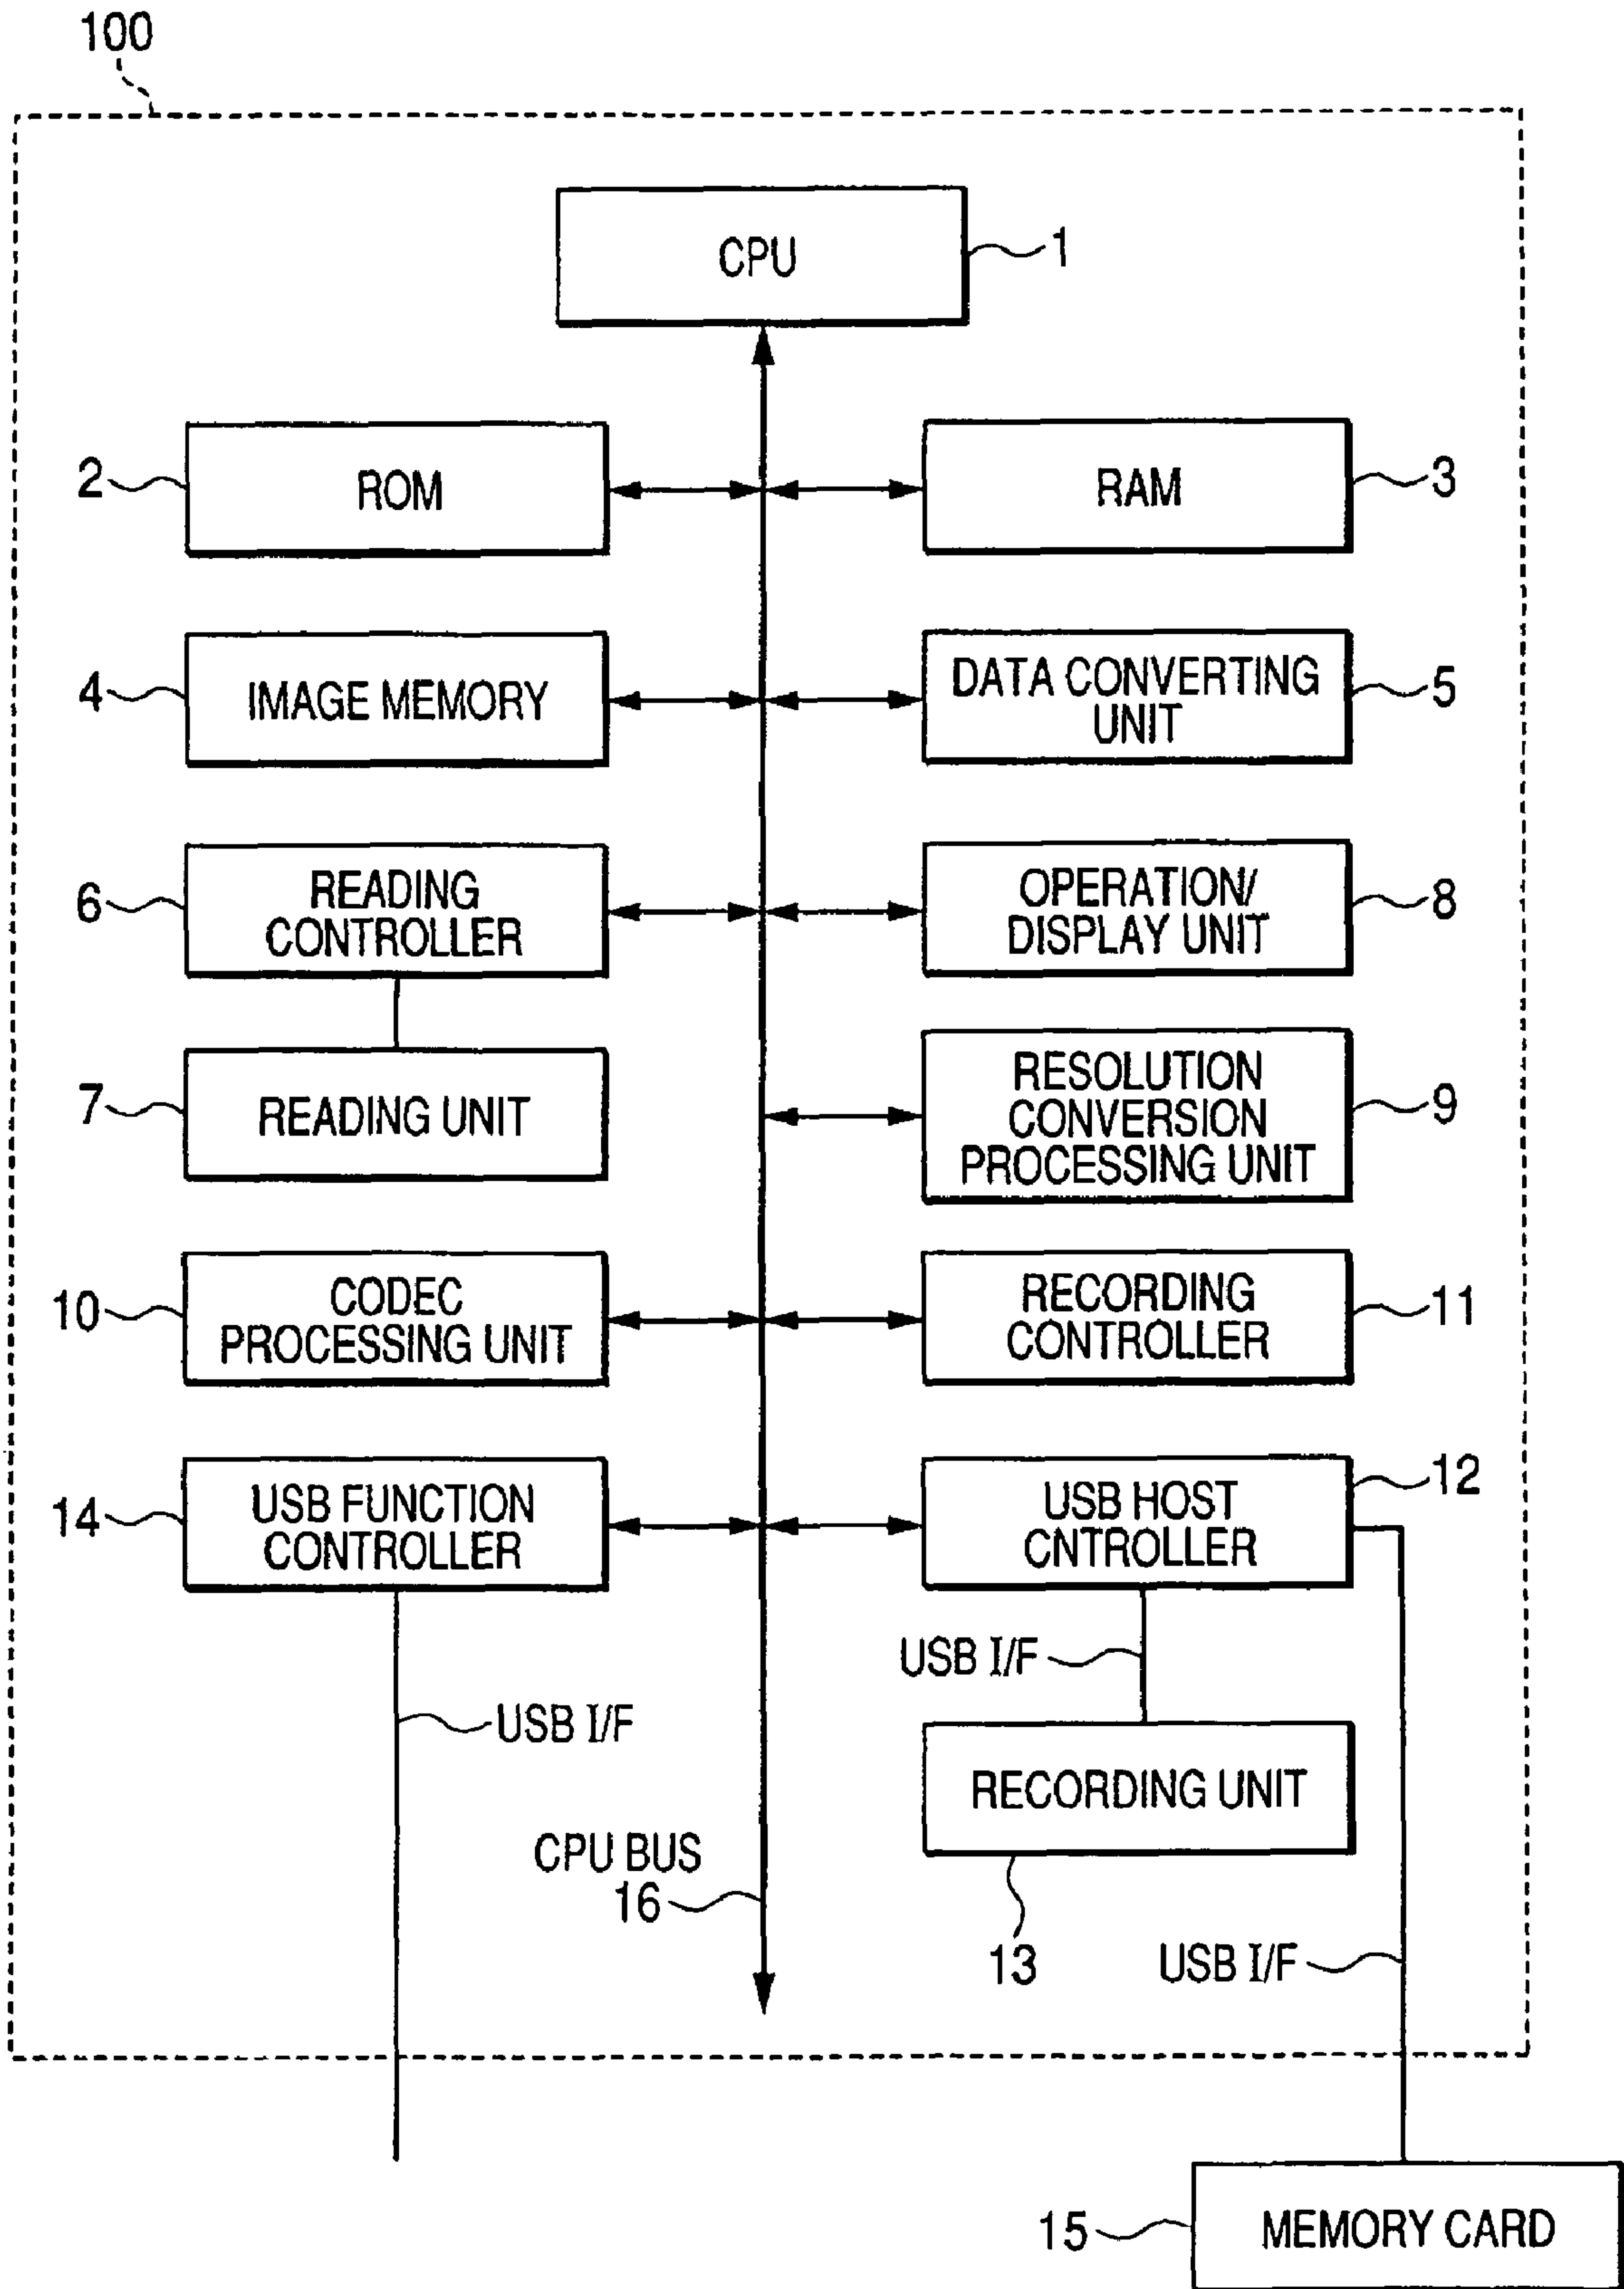 100
CPU
1
2
ROM
RAM
3
4
IMAGE MEMORY
DATA CONVERTING
UNIT
5
6
READING
CONTROLLER
OPERATION/
DISPLAY UNIT
8
7
READING UNIT
RESOLUTION
CONVERSION
PROCESSING UNIT
9
10
CODEC
PROCESSING UNIT
RECORDING
CONTROLLER
11
14
USB FUNCTION
CONTROLLER
USB HOST
CNTROLLER
12
USB I/F
USB I/F
RECORDING UNIT
CPU BUS
16
13
USB I/F
15
MEMORY CARD